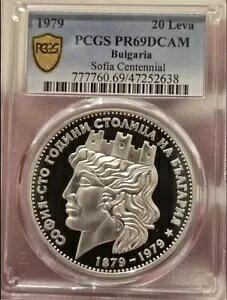 PCGS
1979 20 Leva
PCGS PR69DCAM
Bulgaria
Sofia Centennial
777760.69/47252638
СОФИЯ·СТО ГОДИНИ СТОЛИЦА НА БЪЛГАРИЯ
1879-1979